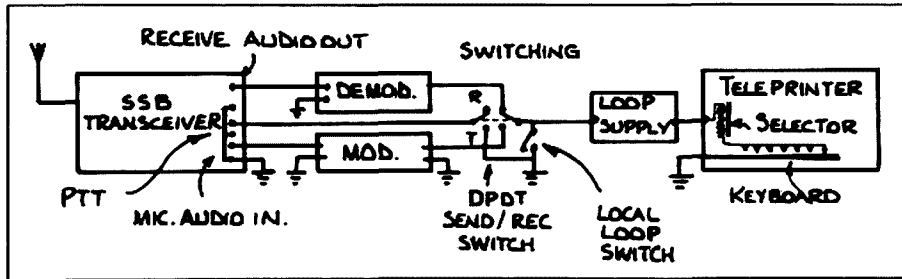 RECEIVE AUDIO OUT
SWITCHING
SSB
TRANSCEIVER
DEMOD.
R
T
MOD.
LOOP
SUPPLY
TELEPRINTER
SELECTOR
KEYBOARD
PTT
MIC. AUDIO IN.
DPDT
SEND/REC
SWITCH
LOCAL
LOOP
SWITCH